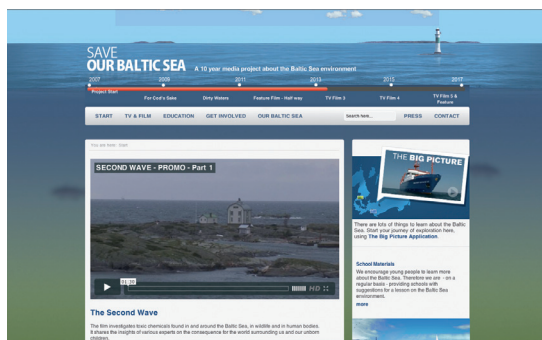 SAVE
OUR BALTIC SEA
A 10 year media project about the Baltic Sea environment
2007 2009 2011 2013 2015 2017
Project Start
For Cod's Sake
Dirty Waters
Feature Film - Half way
TV Film 3
TV Film 4
TV Film 5 &
Feature
START TV & FILM EDUCATION GET INVOLVED OUR BALTIC SEA Search here... PRESS CONTACT
You are here: Start
SECOND WAVE - PROMO - Part 1
01:30
HD
The Second Wave
The film investigates toxic chemicals found in and around the Baltic Sea, in wildlife and in human bodies.
It shares the insights of various experts on the consequence for the world surrounding us and our unborn
children.
THE BIG PICTURE
There are lots of things to learn about the Baltic
Sea. Start your journey of exploration here,
using The Big Picture Application.
School Materials
We encourage young people to learn more
about the Baltic Sea. Therefore we are - on a
regular basis - providing schools with
suggestions for a lesson on the Baltic Sea
environment.
more